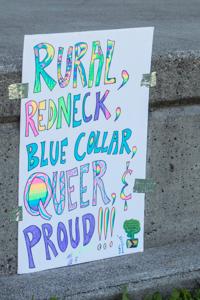 RURAL,
REDNECK,
BLUE COLLAR,
QUEER, &
PROUD!!!